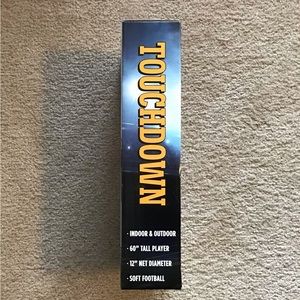 TOUCHDOWN
· INDOOR & OUTDOOR
· 60" TALL PLAYER
· 12" NET DIAMETER
· SOFT FOOTBALL